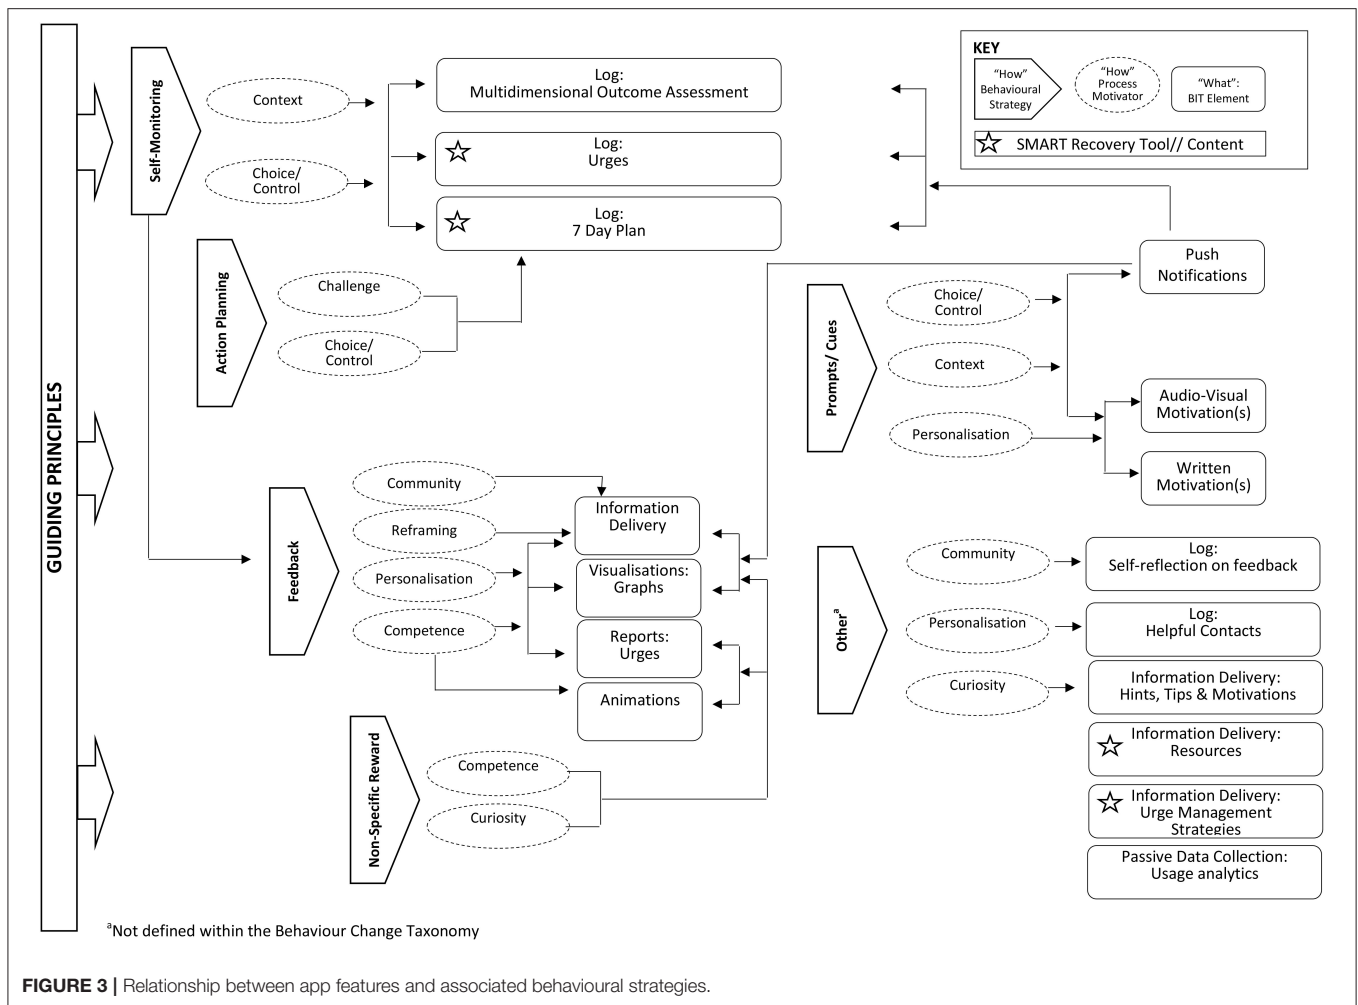 GUIDING PRINCIPLES
Self-Monitoring
Context
Choice/
Control
Log:
Multidimensional Outcome Assessment
Log:
Urges
Log:
7 Day Plan
KEY
“How”
Behavioural
Strategy
“How”
Process
Motivator
“What”:
BIT Element
SMART Recovery Tool// Content
Action Planning
Challenge
Choice/
Control
Push
Notifications
Prompts/ Cues
Choice/
Control
Context
Personalisation
Audio-Visual
Motivation(s)
Written
Motivation(s)
Feedback
Community
Reframing
Personalisation
Competence
Information
Delivery
Visualisations:
Graphs
Reports:
Urges
Animations
Otherᵃ
Community
Personalisation
Curiosity
Log:
Self-reflection on feedback
Log:
Helpful Contacts
Information Delivery:
Hints, Tips & Motivations
Information Delivery:
Resources
Information Delivery:
Urge Management
Strategies
Passive Data Collection:
Usage analytics
Non-Specific Reward
Competence
Curiosity
ᵃNot defined within the Behaviour Change Taxonomy
FIGURE 3 | Relationship between app features and associated behavioural strategies.